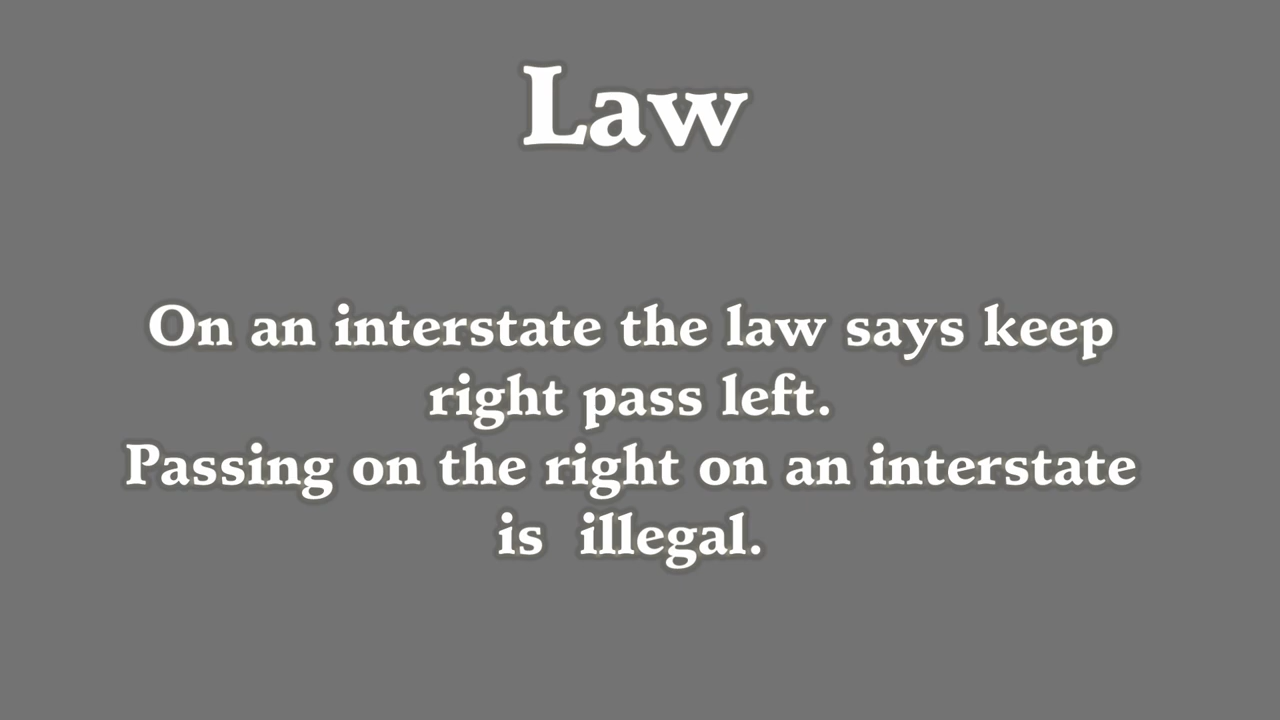 Law
On an interstate the law says keep
right pass left.
Passing on the right on an interstate
is  illegal.